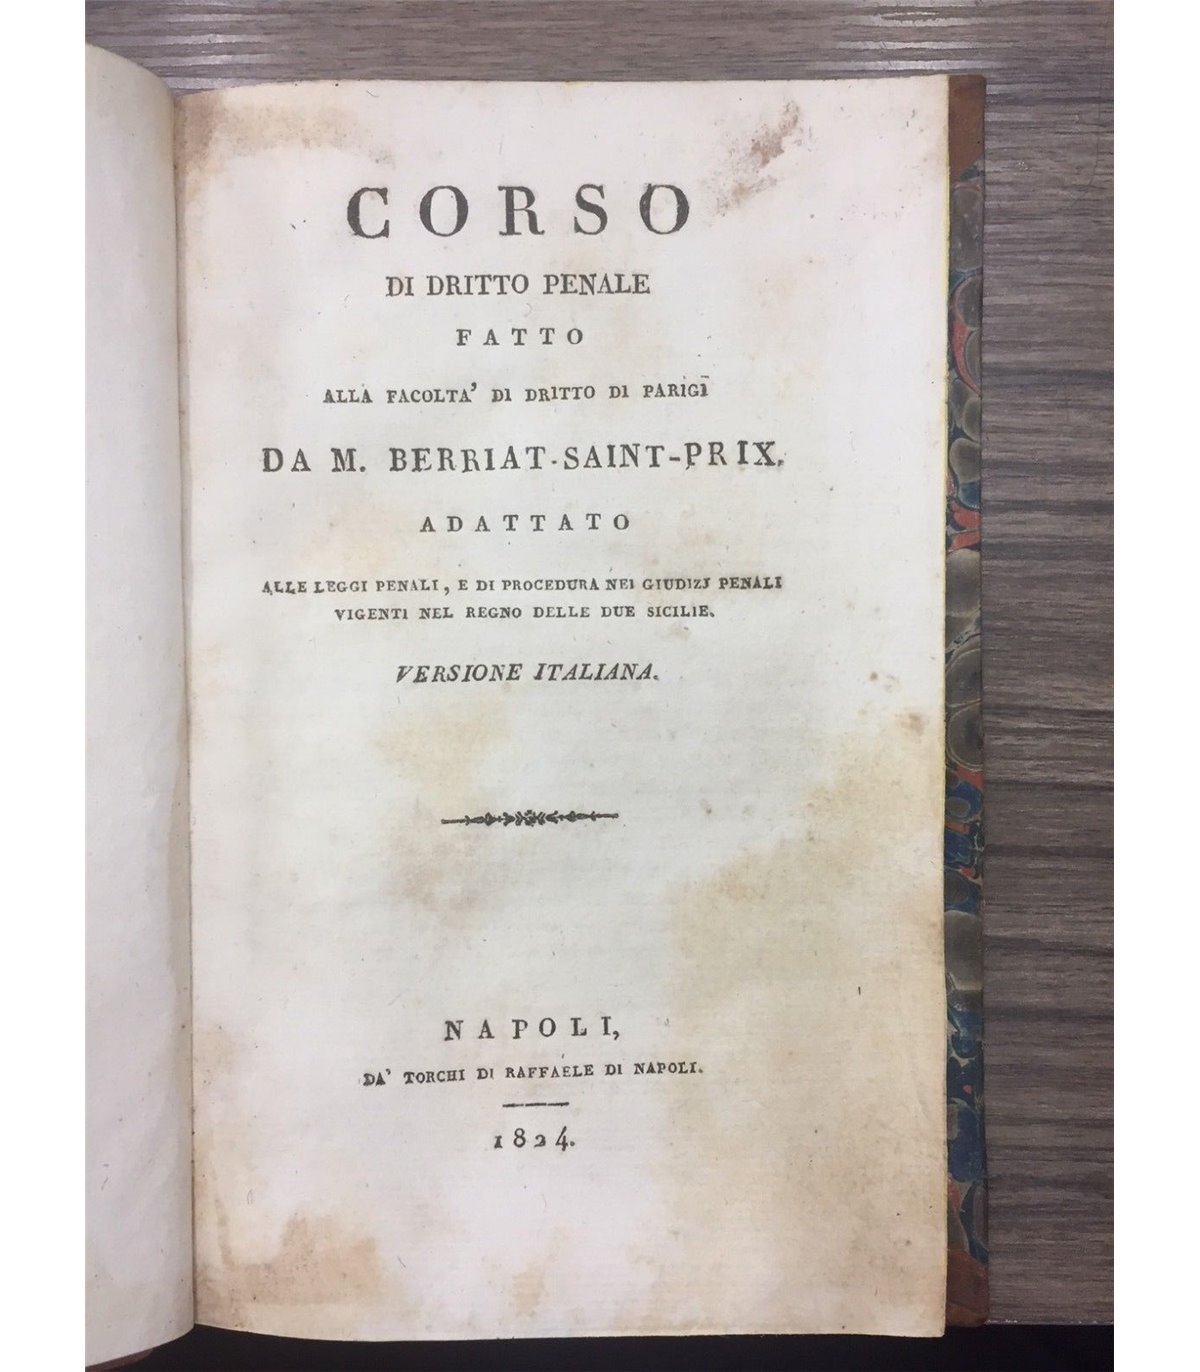 CORSO
DI DRITTO PENALE
FATTO
ALLA FACOLTA' DI DRITTO DI PARIGI
DA M. BERRIAT-SAINT-PRIX.
ADATTATO
ALLE LEGGI PENALI, E DI PROCEDURA NEI GIUDIZJ PENALI
VIGENTI NEL REGNO DELLE DUE SICILIE.
VERSIONE ITALIANA.
NAPOLI,
DA' TORCHI DI RAFFAELE DI NAPOLI.
1824.